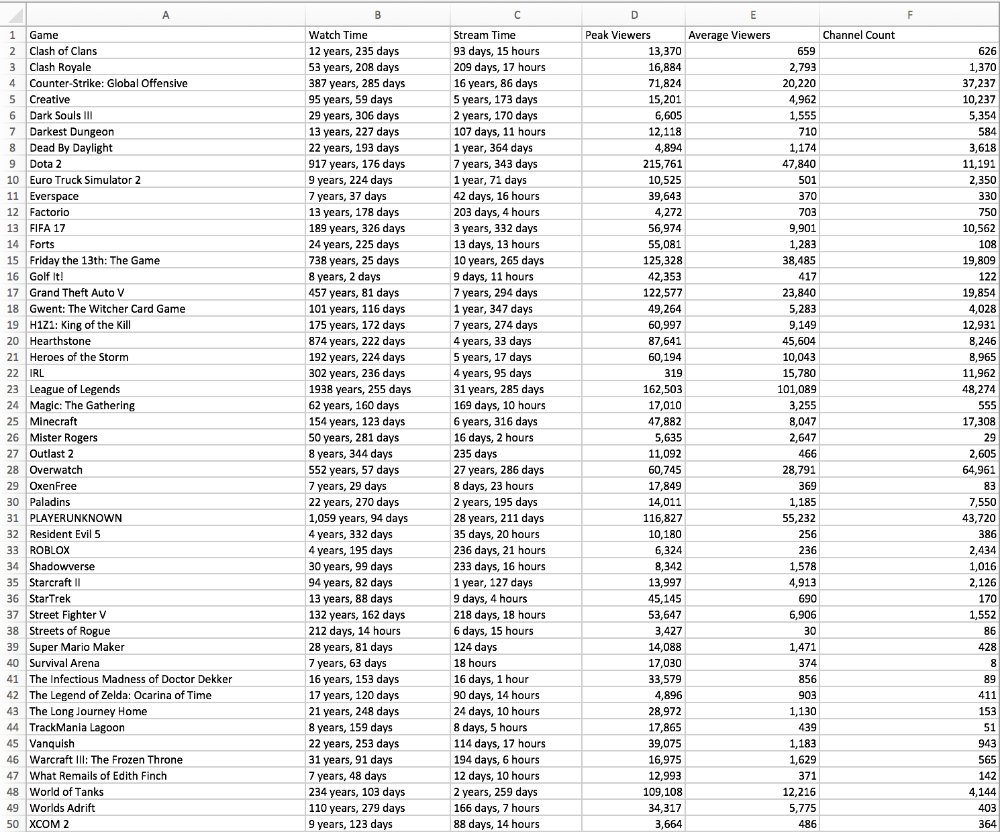 A B C D E F
1 Game Watch Time Stream Time Peak Viewers Average Viewers Channel Count
2 Clash of Clans 12 years, 235 days 93 days, 15 hours 13,370 659 626
3 Clash Royale 53 years, 208 days 209 days, 17 hours 16,884 2,793 1,370
4 Counter-Strike: Global Offensive 387 years, 285 days 16 years, 86 days 71,824 20,220 37,237
5 Creative 95 years, 59 days 5 years, 173 days 15,201 4,962 10,237
6 Dark Souls III 29 years, 306 days 2 years, 170 days 6,605 1,555 5,354
7 Darkest Dungeon 13 years, 227 days 107 days, 11 hours 12,118 710 584
8 Dead By Daylight 22 years, 193 days 1 year, 364 days 4,894 1,174 3,618
9 Dota 2 917 years, 176 days 7 years, 343 days 215,761 47,840 11,191
10 Euro Truck Simulator 2 9 years, 224 days 1 year, 71 days 10,525 501 2,350
11 Everspace 7 years, 37 days 42 days, 16 hours 39,643 370 330
12 Factorio 13 years, 178 days 203 days, 4 hours 4,272 703 750
13 FIFA 17 189 years, 326 days 3 years, 332 days 56,974 9,901 10,562
14 Forts 24 years, 225 days 13 days, 13 hours 55,081 1,283 108
15 Friday the 13th: The Game 738 years, 25 days 10 years, 265 days 125,328 38,485 19,809
16 Golf It! 8 years, 2 days 9 days, 11 hours 42,353 417 122
17 Grand Theft Auto V 457 years, 81 days 7 years, 294 days 122,577 23,840 19,854
18 Gwent: The Witcher Card Game 101 years, 116 days 1 year, 347 days 49,264 5,283 4,028
19 H1Z1: King of the Kill 175 years, 172 days 7 years, 274 days 60,997 9,149 12,931
20 Hearthstone 874 years, 222 days 4 years, 33 days 87,641 45,604 8,246
21 Heroes of the Storm 192 years, 224 days 5 years, 17 days 60,194 10,043 8,965
22 IRL 302 years, 236 days 4 years, 95 days 319 15,780 11,962
23 League of Legends 1938 years, 255 days 31 years, 285 days 162,503 101,089 48,274
24 Magic: The Gathering 62 years, 160 days 169 days, 10 hours 17,010 3,255 555
25 Minecraft 154 years, 123 days 6 years, 316 days 47,882 8,047 17,308
26 Mister Rogers 50 years, 281 days 16 days, 2 hours 5,635 2,647 29
27 Outlast 2 8 years, 344 days 235 days 11,092 466 2,605
28 Overwatch 552 years, 57 days 27 years, 286 days 60,745 28,791 64,961
29 OxenFree 7 years, 29 days 8 days, 23 hours 17,849 369 83
30 Paladins 22 years, 270 days 2 years, 195 days 14,011 1,185 7,550
31 PLAYERUNKNOWN 1,059 years, 94 days 28 years, 211 days 116,827 55,232 43,720
32 Resident Evil 5 4 years, 332 days 35 days, 20 hours 10,180 256 386
33 ROBLOX 4 years, 195 days 236 days, 21 hours 6,324 236 2,434
34 Shadowverse 30 years, 99 days 233 days, 16 hours 8,342 1,578 1,016
35 Starcraft II 94 years, 82 days 1 year, 127 days 13,997 4,913 2,126
36 StarTrek 13 years, 88 days 9 days, 4 hours 45,145 690 170
37 Street Fighter V 132 years, 162 days 218 days, 18 hours 53,647 6,906 1,552
38 Streets of Rogue 212 days, 14 hours 6 days, 15 hours 3,427 30 86
39 Super Mario Maker 28 years, 81 days 124 days 14,088 1,471 428
40 Survival Arena 7 years, 63 days 18 hours 17,030 374 8
41 The Infectious Madness of Doctor Dekker 16 years, 153 days 16 days, 1 hour 33,579 856 89
42 The Legend of Zelda: Ocarina of Time 17 years, 120 days 90 days, 14 hours 4,896 903 411
43 The Long Journey Home 21 years, 248 days 24 days, 10 hours 28,972 1,130 153
44 TrackMania Lagoon 8 years, 159 days 8 days, 5 hours 17,865 439 51
45 Vanquish 22 years, 253 days 114 days, 17 hours 39,075 1,183 943
46 Warcraft III: The Frozen Throne 31 years, 91 days 194 days, 6 hours 16,975 1,629 565
47 What Remails of Edith Finch 7 years, 48 days 12 days, 10 hours 12,993 371 142
48 World of Tanks 234 years, 103 days 2 years, 259 days 109,108 12,216 4,144
49 Worlds Adrift 110 years, 279 days 166 days, 7 hours 34,317 5,775 403
50 XCOM 2 9 years, 123 days 88 days, 14 hours 3,664 486 364